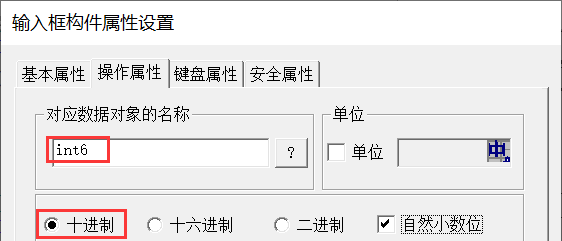 输入框构件属性设置
基本属性 操作属性 键盘属性 安全属性
对应数据对象的名称 单位
int6 ? 单位 中
十进制 十六进制 二进制 自然小数位